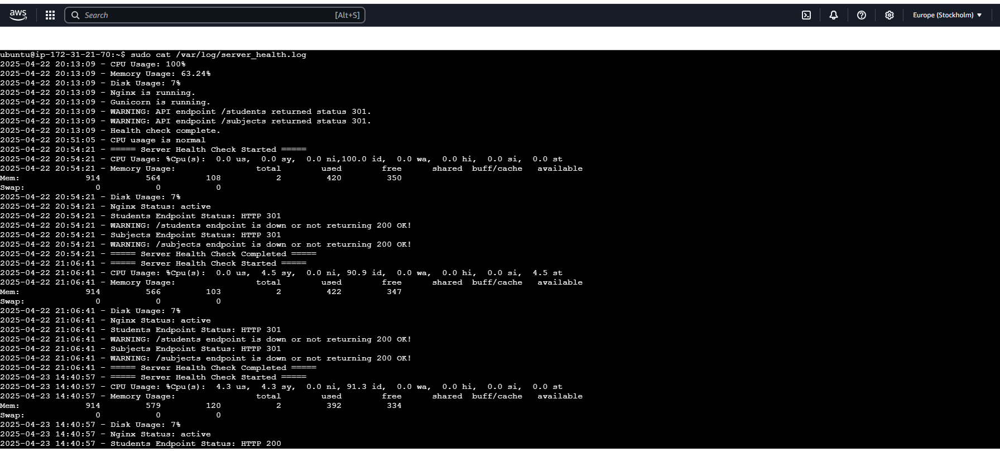 aws
Search [Alt+S]
Europe (Stockholm)
ubuntu@ip-172-31-21-70:~$ sudo cat /var/log/server_health.log
2025-04-22 20:13:09 - CPU Usage: 100%
2025-04-22 20:13:09 - Memory Usage: 63.24%
2025-04-22 20:13:09 - Disk Usage: 7%
2025-04-22 20:13:09 - Nginx is running.
2025-04-22 20:13:09 - Gunicorn is running.
2025-04-22 20:13:09 - WARNING: API endpoint /students returned status 301.
2025-04-22 20:13:09 - WARNING: API endpoint /subjects returned status 301.
2025-04-22 20:13:09 - Health check complete.
2025-04-22 20:51:05 - CPU usage is normal
2025-04-22 20:54:21 - ===== Server Health Check Started =====
2025-04-22 20:54:21 - CPU Usage: %Cpu(s):  0.0 us,  0.0 sy,  0.0 ni,100.0 id,  0.0 wa,  0.0 hi,  0.0 si,  0.0 st
2025-04-22 20:54:21 - Memory Usage:                total        used        free      shared  buff/cache   available
Mem:             914         564         108           2         420         350
Swap:              0           0           0
2025-04-22 20:54:21 - Disk Usage: 7%
2025-04-22 20:54:21 - Nginx Status: active
2025-04-22 20:54:21 - Students Endpoint Status: HTTP 301
2025-04-22 20:54:21 - WARNING: /students endpoint is down or not returning 200 OK!
2025-04-22 20:54:21 - Subjects Endpoint Status: HTTP 301
2025-04-22 20:54:21 - WARNING: /subjects endpoint is down or not returning 200 OK!
2025-04-22 20:54:21 - ===== Server Health Check Completed =====
2025-04-22 21:06:41 - ===== Server Health Check Started =====
2025-04-22 21:06:41 - CPU Usage: %Cpu(s):  0.0 us,  4.5 sy,  0.0 ni, 90.9 id,  0.0 wa,  0.0 hi,  0.0 si,  4.5 st
2025-04-22 21:06:41 - Memory Usage:                total        used        free      shared  buff/cache   available
Mem:             914         566         103           2         422         347
Swap:              0           0           0
2025-04-22 21:06:41 - Disk Usage: 7%
2025-04-22 21:06:41 - Nginx Status: active
2025-04-22 21:06:41 - Students Endpoint Status: HTTP 301
2025-04-22 21:06:41 - WARNING: /students endpoint is down or not returning 200 OK!
2025-04-22 21:06:41 - Subjects Endpoint Status: HTTP 301
2025-04-22 21:06:41 - WARNING: /subjects endpoint is down or not returning 200 OK!
2025-04-22 21:06:41 - ===== Server Health Check Completed =====
2025-04-23 14:40:57 - ===== Server Health Check Started =====
2025-04-23 14:40:57 - CPU Usage: %Cpu(s):  4.3 us,  4.3 sy,  0.0 ni, 91.3 id,  0.0 wa,  0.0 hi,  0.0 si,  0.0 st
2025-04-23 14:40:57 - Memory Usage:                total        used        free      shared  buff/cache   available
Mem:             914         579         120           2         392         334
Swap:              0           0           0
2025-04-23 14:40:57 - Disk Usage: 7%
2025-04-23 14:40:57 - Nginx Status: active
2025-04-23 14:40:57 - Students Endpoint Status: HTTP 200